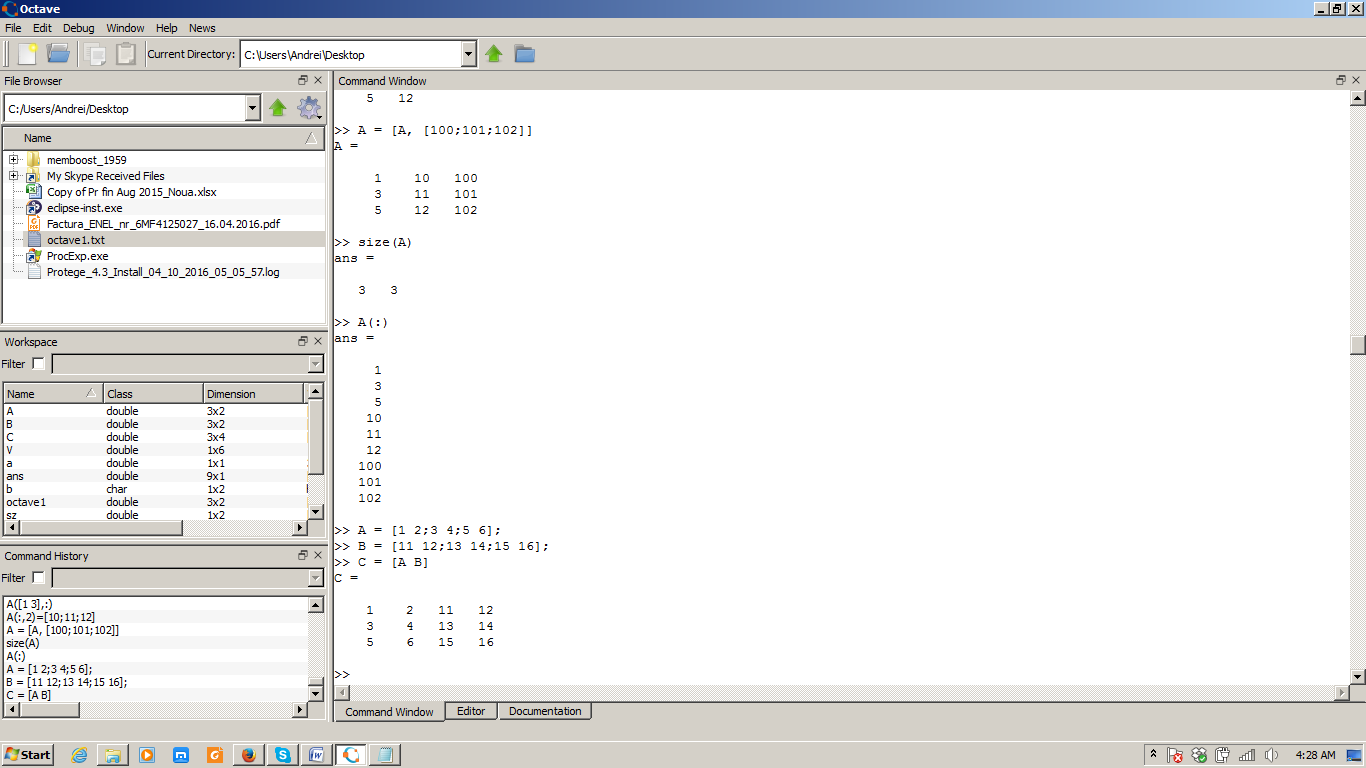 Octave
File Edit Debug Window Help News
Current Directory: C:\Users\Andrei\Desktop
File Browser
C:/Users/Andrei/Desktop
Name
memboost_1959
My Skype Received Files
Copy of Pr fin Aug 2015_Noua.xlsx
eclipse-inst.exe
Factura_ENEL_nr_6MF4125027_16.04.2016.pdf
octave1.txt
ProcExp.exe
Protege_4.3_Install_04_10_2016_05_05_57.log
Workspace
Filter
Name Class Dimension
A double 3x2
B double 3x2
C double 3x4
V double 1x6
a double 1x1
ans double 9x1
b char 1x2
octave1 double 3x2
sz double 1x2
Command History
Filter
A([1 3],:)
A(:,2)=[10;11;12]
A = [A, [100;101;102]]
size(A)
A(:)
A = [1 2;3 4;5 6];
B = [11 12;13 14;15 16];
C = [A B]
Command Window
5 12
>> A = [A, [100;101;102]]
A =
1 10 100
3 11 101
5 12 102
>> size(A)
ans =
3 3
>> A(:)
ans =
1
3
5
10
11
12
100
101
102
>> A = [1 2;3 4;5 6];
>> B = [11 12;13 14;15 16];
>> C = [A B]
C =
1 2 11 12
3 4 13 14
5 6 15 16
>>
Command Window Editor Documentation
Start
4:28 AM